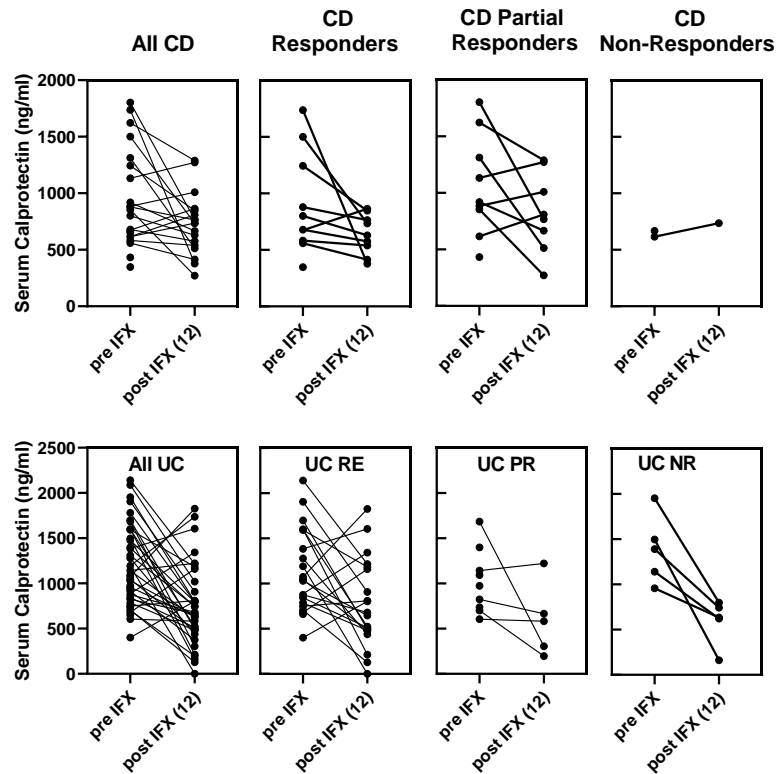 All CD
CD
Responders
CD Partial
Responders
CD
Non-Responders
Serum Calprotectin (ng/ml)
2000
1500
1000
500
0
pre IFX
post IFX (12)
pre IFX
post IFX (12)
pre IFX
post IFX (12)
pre IFX
post IFX (12)
Serum Calprotectin (ng/ml)
2500
2000
1500
1000
500
0
All UC
UC RE
UC PR
UC NR
pre IFX
post IFX (12)
pre IFX
post IFX (12)
pre IFX
post IFX (12)
pre IFX
post IFX (12)